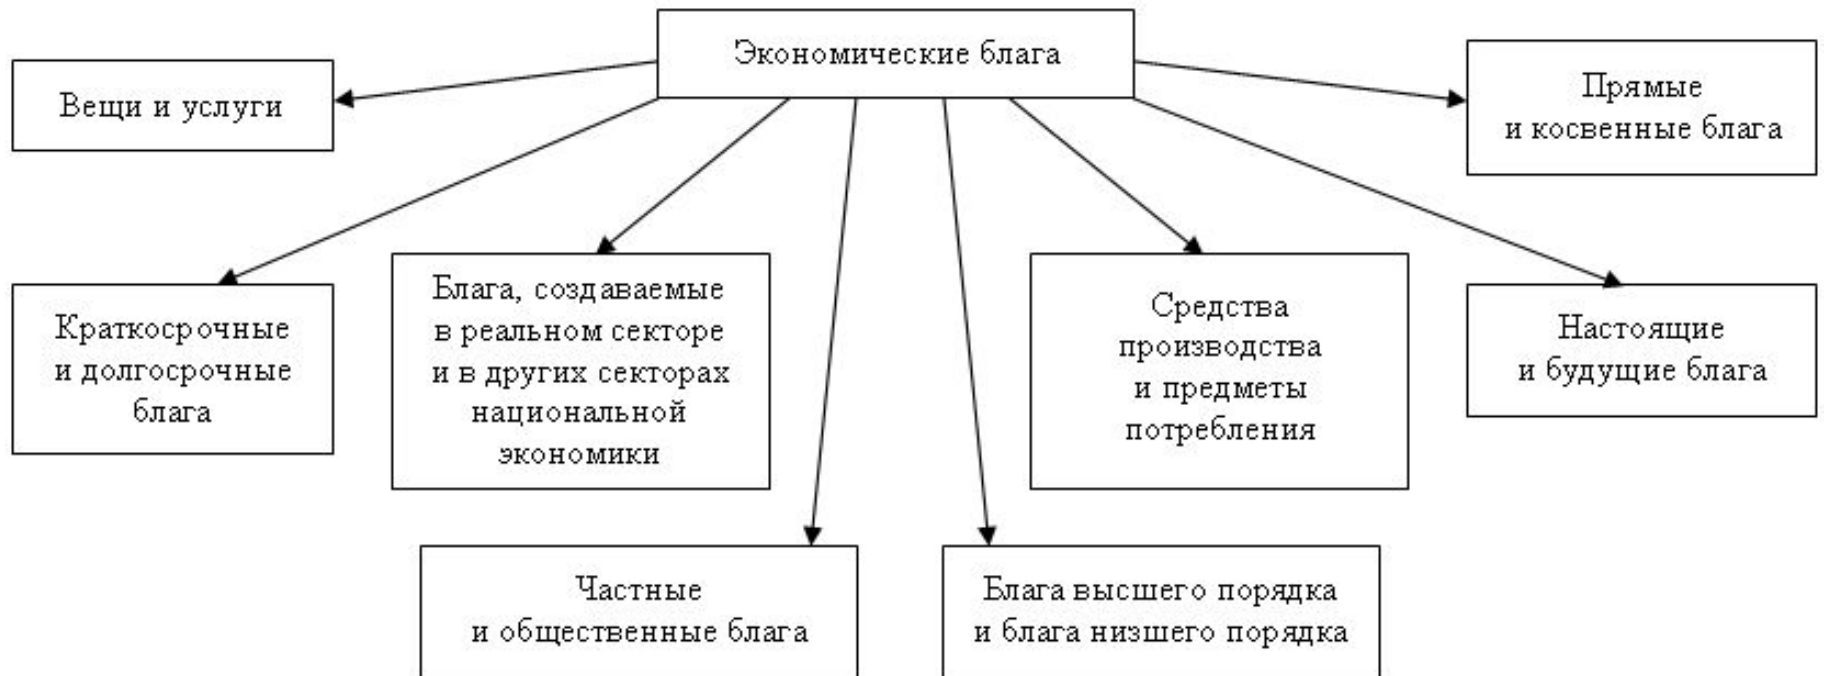 Экономические блага
Вещи и услуги
Прямые
и косвенные блага
Краткосрочные
и долгосрочные
блага
Блага, создаваемые
в реальном секторе
и в других секторах
национальной
экономики
Средства
производства
и предметы
потребления
Настоящие
и будущие блага
Частные
и общественные блага
Блага высшего порядка
и блага низшего порядка